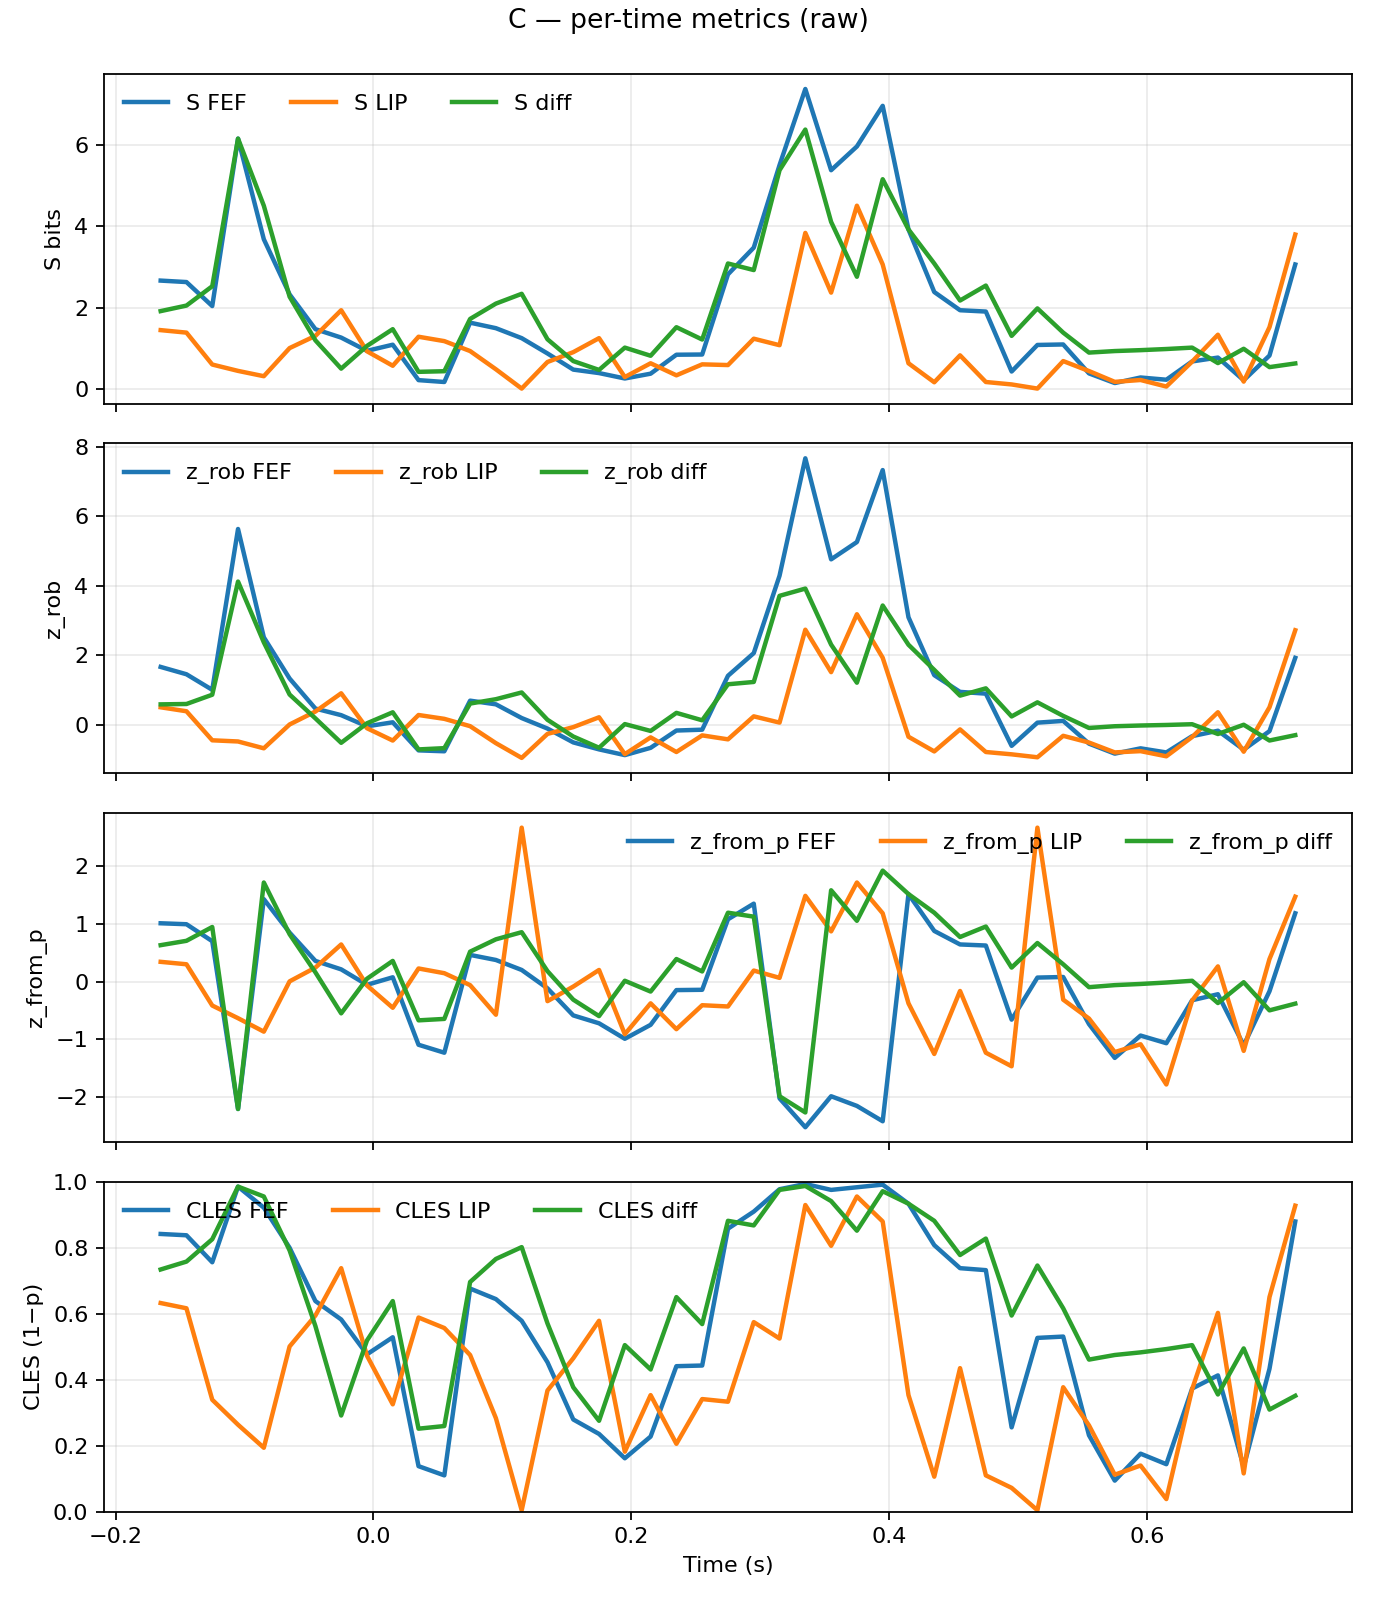 C — per-time metrics (raw)
S FEF S LIP S diff
6
4
2
0
S bits
z_rob FEF z_rob LIP z_rob diff
8
6
4
2
0
z_rob
z_from_p FEF z_from_p LIP z_from_p diff
2
1
0
−1
−2
z_from_p
CLES FEF CLES LIP CLES diff
1.0
0.8
0.6
0.4
0.2
0.0
CLES (1−p)
−0.2 0.0 0.2 0.4 0.6
Time (s)